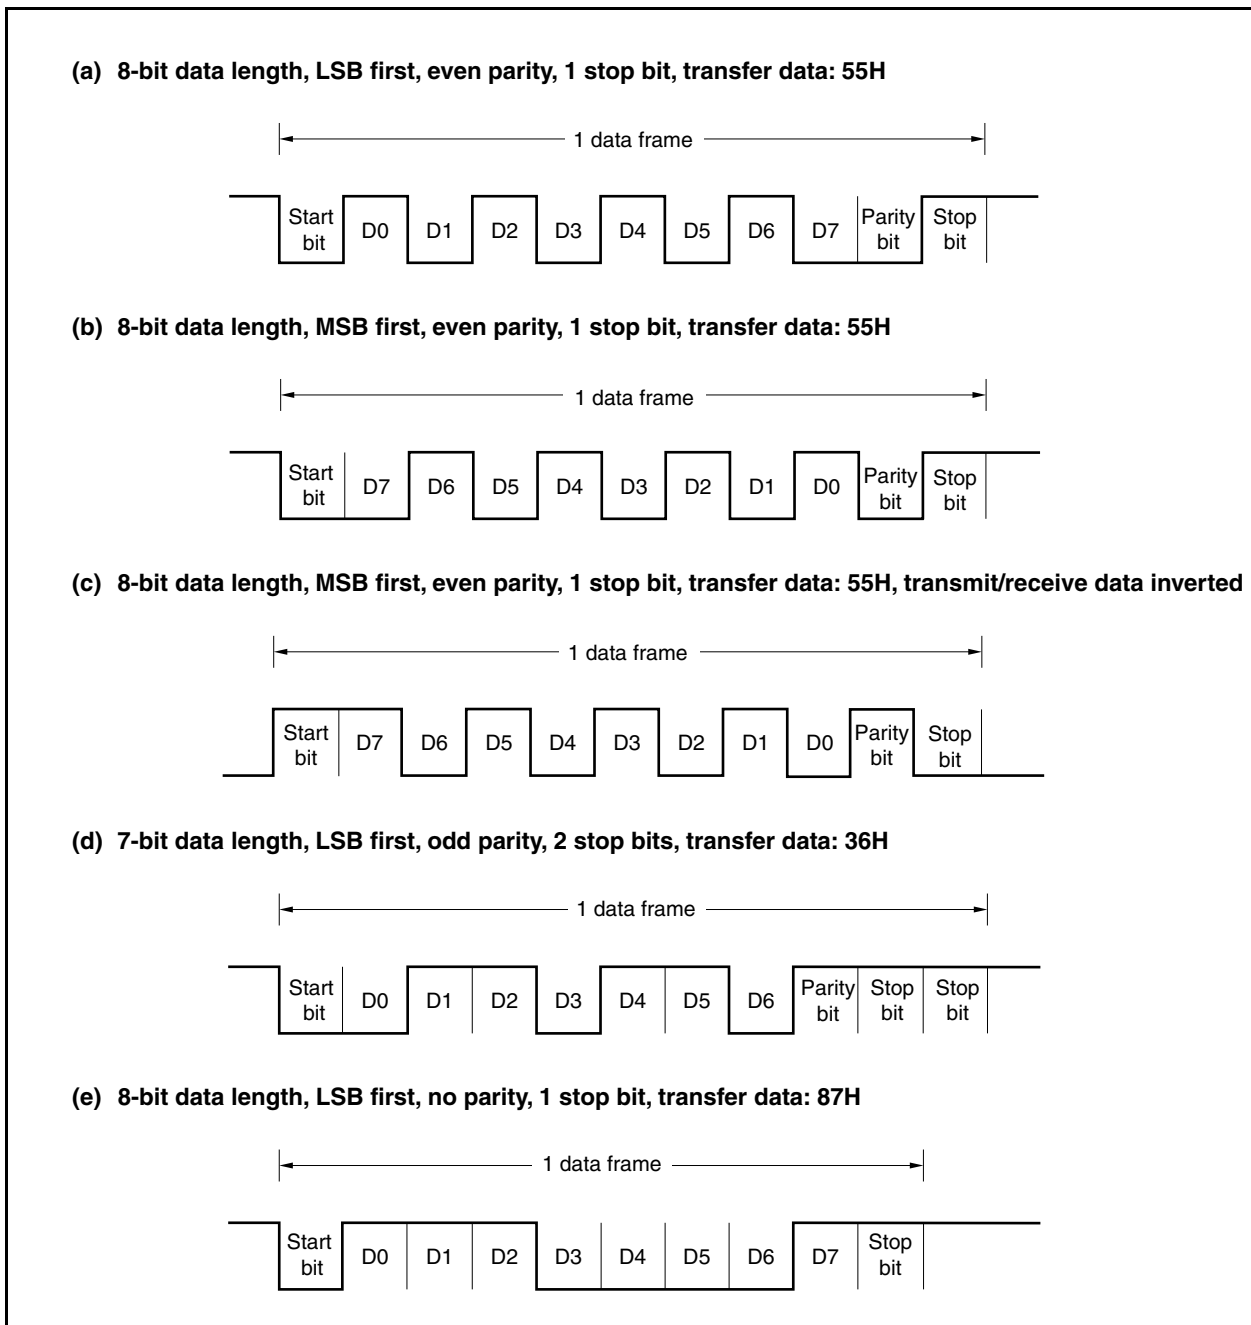 (a) 8-bit data length, LSB first, even parity, 1 stop bit, transfer data: 55H
1 data frame
Start bit D0 D1 D2 D3 D4 D5 D6 D7 Parity bit Stop bit
(b) 8-bit data length, MSB first, even parity, 1 stop bit, transfer data: 55H
1 data frame
Start bit D7 D6 D5 D4 D3 D2 D1 D0 Parity bit Stop bit
(c) 8-bit data length, MSB first, even parity, 1 stop bit, transfer data: 55H, transmit/receive data inverted
1 data frame
Start bit D7 D6 D5 D4 D3 D2 D1 D0 Parity bit Stop bit
(d) 7-bit data length, LSB first, odd parity, 2 stop bits, transfer data: 36H
1 data frame
Start bit D0 D1 D2 D3 D4 D5 D6 Parity bit Stop bit Stop bit
(e) 8-bit data length, LSB first, no parity, 1 stop bit, transfer data: 87H
1 data frame
Start bit D0 D1 D2 D3 D4 D5 D6 D7 Stop bit